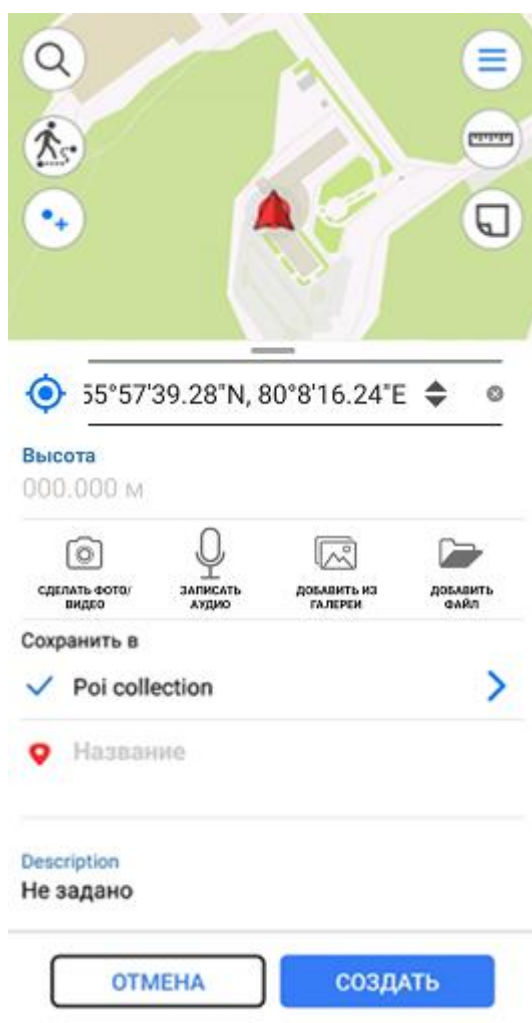 55°57'39.28"N, 80°8'16.24"E
Высота
000.000 м
СДЕЛАТЬ ФОТО/
ВИДЕО
ЗАПИСАТЬ
АУДИО
ДОБАВИТЬ ИЗ
ГАЛЕРЕИ
ДОБАВИТЬ
ФАЙЛ
Сохранить в
Poi collection
Название
Description
Не задано
ОТМЕНА
СОЗДАТЬ